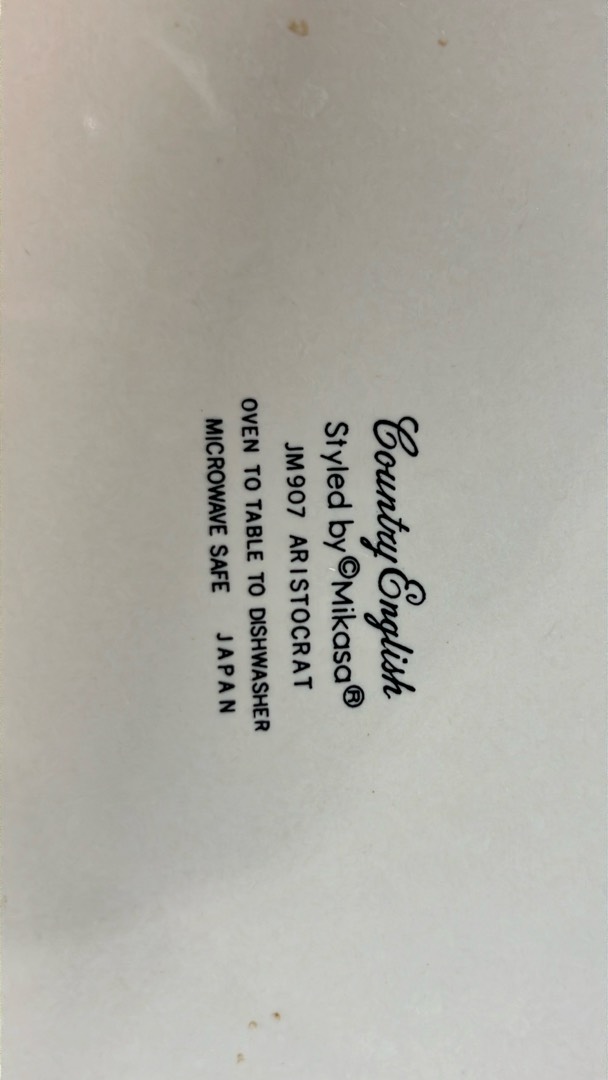 Country English
Styled by ©Mikasa®
JM907 ARISTOCRAT
OVEN TO TABLE TO DISHWASHER
MICROWAVE SAFE JAPAN